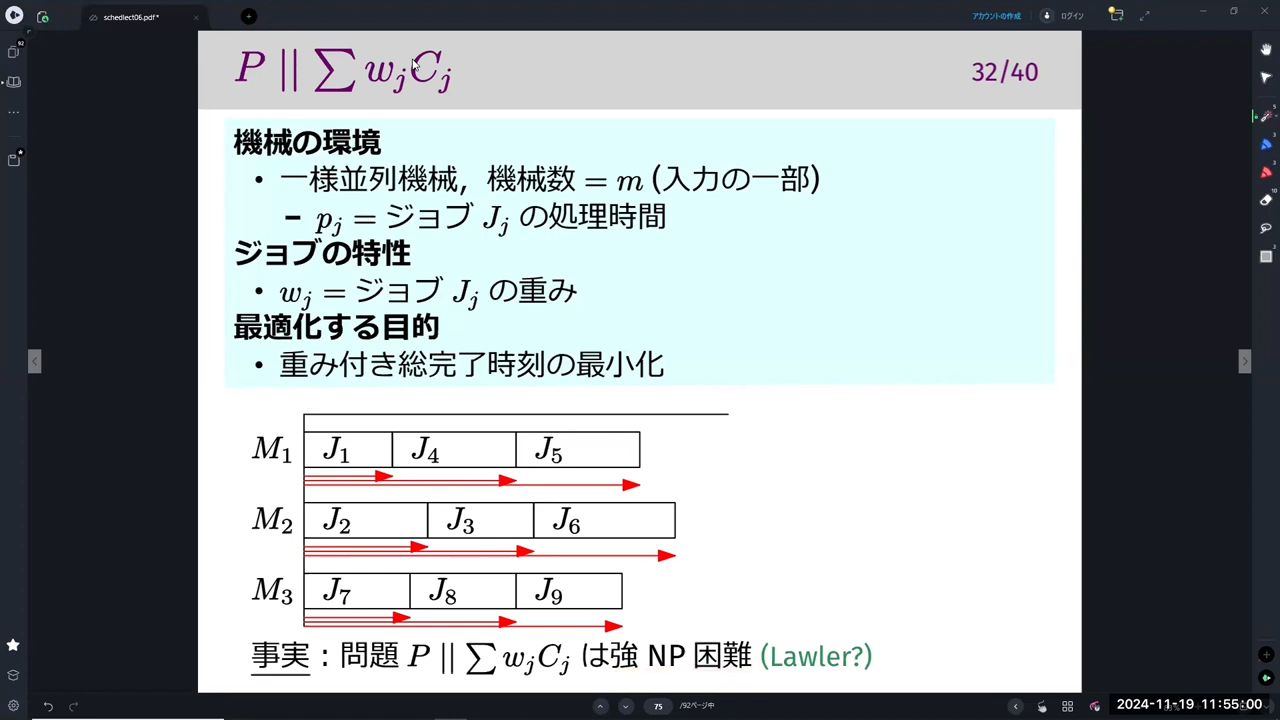 schedlect06.pdf*
アカウントの作成
ログイン
P || ∑ wjCj
32/40
機械の環境
• 一様並列機械，機械数 = m (入力の一部)
– pj = ジョブ Jj の処理時間
ジョブの特性
• wj = ジョブ Jj の重み
最適化する目的
• 重み付き総完了時刻の最小化
M1 J1 J4 J5
M2 J2 J3 J6
M3 J7 J8 J9
事実：問題 P || ∑ wjCj は強 NP 困難 (Lawler?)
75 /92ページ中
2024-11-19 11:55:00